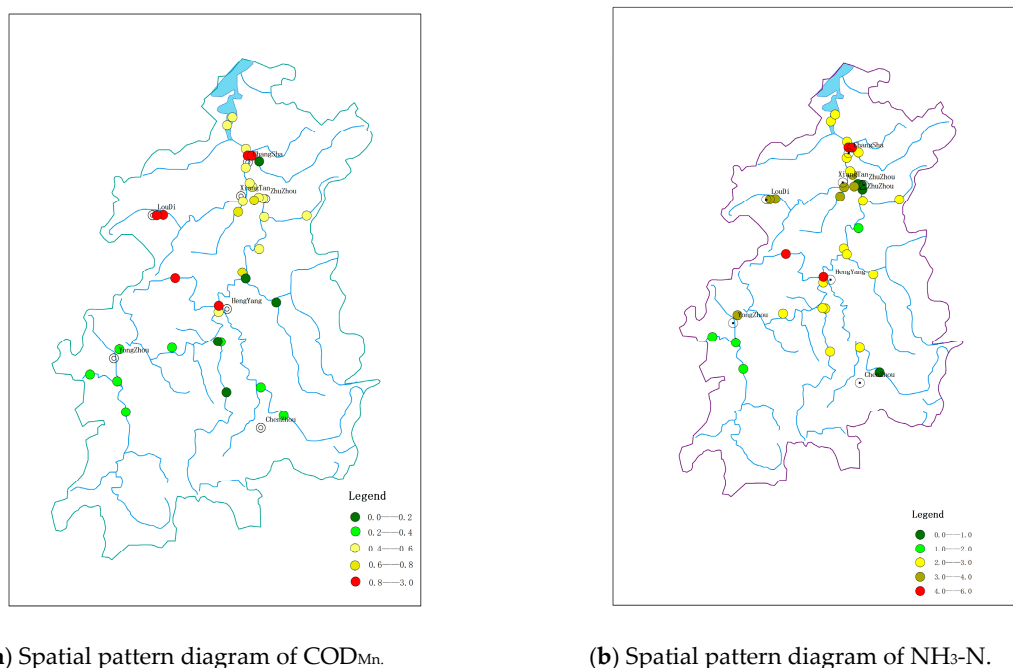 ChangSha
XiangTan
ZhuZhou
LouDi
HengYang
YongZhou
ChenZhou
Legend
0.0——0.2
0.2——0.4
0.4——0.6
0.6——0.8
0.8——3.0
ChangSha
XiangTan
ZhuZhou
ZhuZhou
LouDi
HengYang
YongZhou
ChenZhou
Legend
0.0——1.0
1.0——2.0
2.0——3.0
3.0——4.0
4.0——6.0
) Spatial pattern diagram of CODMn.
(b) Spatial pattern diagram of NH3-N.